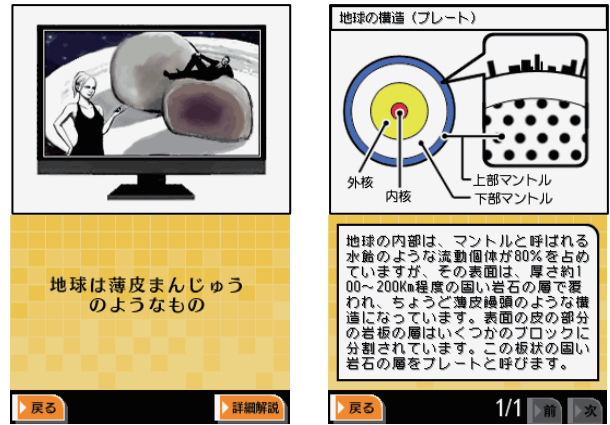 地球は薄皮まんじゅう
のようなもの
戻る
詳細解説
地球の構造（プレート）
外核
内核
上部マントル
下部マントル
地球の内部は、マントルと呼ばれる
水飴のような流動個体が80％を占め
ていますが、その表面は、厚さ約1
00～200Km程度の固い岩石の層で覆
われ、ちょうど薄皮饅頭のような構
造になっています。表面の皮の部分
の岩板の層はいくつかのブロックに
分割されています。この板状の固い
岩石の層をプレートと呼びます。
戻る
1/1
前
次